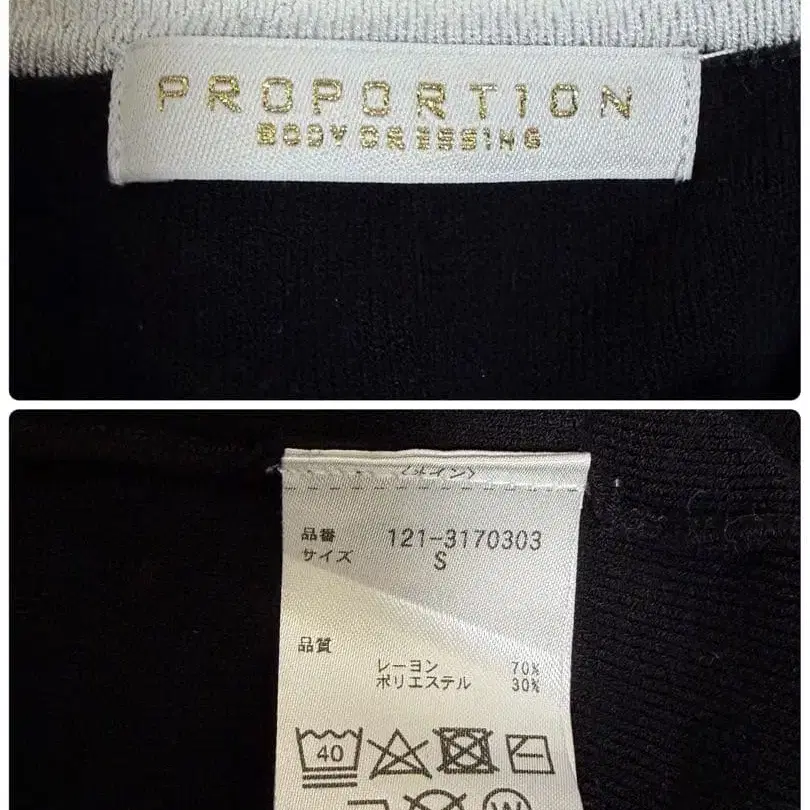 PROPORTION
BODY DRESSING
品番 121-3170303
サイズ S
品質
レーヨン 70%
ポリエステル 30%
40
W